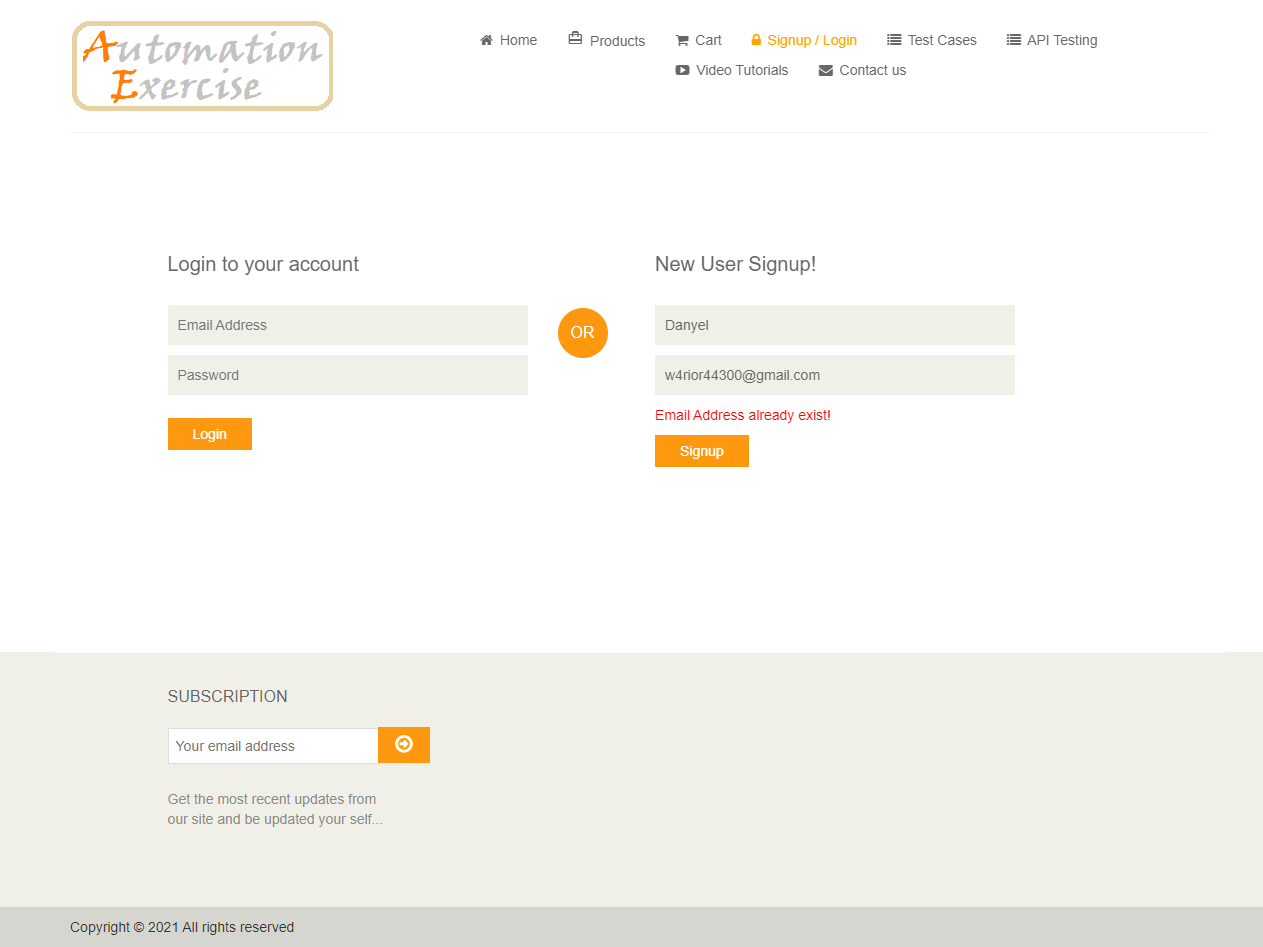 Automation
Exercise
Home Products Cart Signup / Login Test Cases API Testing
Video Tutorials Contact us
Login to your account
Email Address
Password
Login
OR
New User Signup!
Danyel
w4rior44300@gmail.com
Email Address already exist!
Signup
SUBSCRIPTION
Your email address
Get the most recent updates from
our site and be updated your self...
Copyright © 2021 All rights reserved